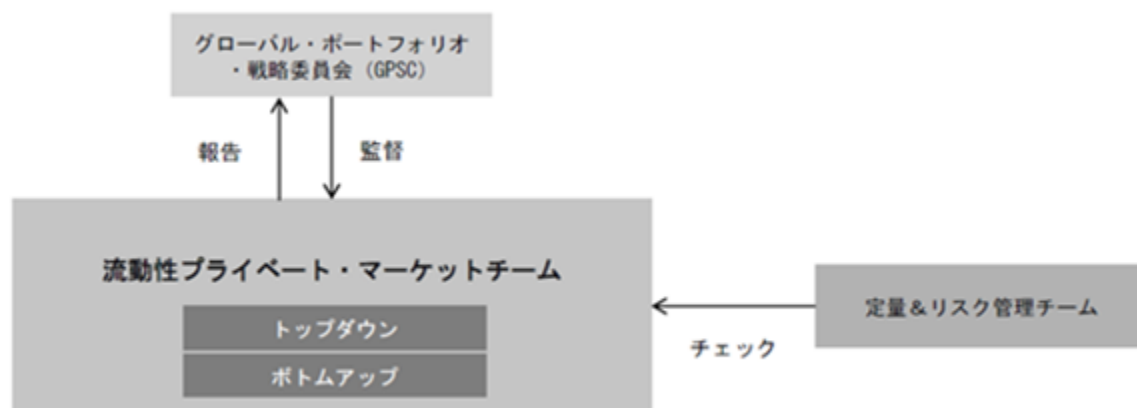 グローバル・ポートフォリオ
・戦略委員会（GPSC）
報告
監督
流動性プライベート・マーケットチーム
トップダウン
ボトムアップ
定量＆リスク管理チーム
チェック